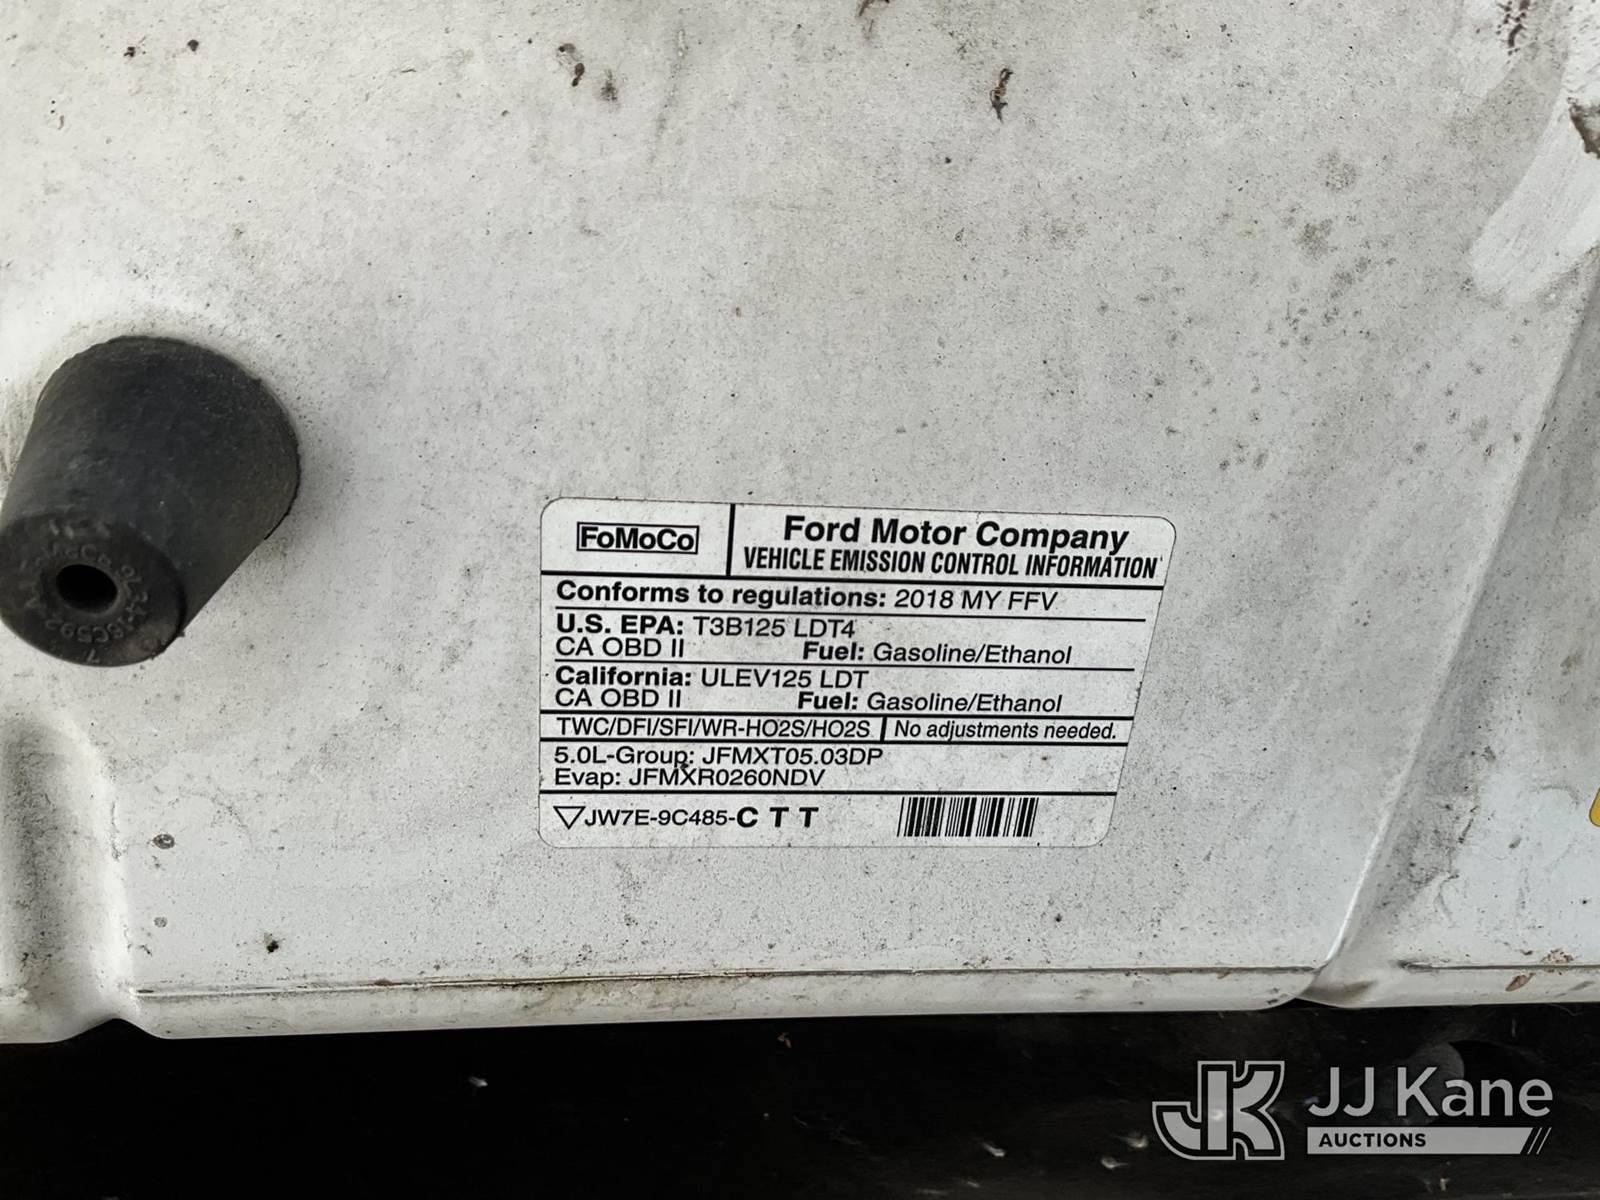 FoMoCo
Ford Motor Company
VEHICLE EMISSION CONTROL INFORMATION
Conforms to regulations: 2018 MY FFV
U.S. EPA: T3B125 LDT4
CA OBD II Fuel: Gasoline/Ethanol
California: ULEV125 LDT
CA OBD II Fuel: Gasoline/Ethanol
TWC/DFI/SFI/WR-HO2S/HO2S No adjustments needed.
5.0L-Group: JFMXT05.03DP
Evap: JFMXR0260NDV
JW7E-9C485-C T T
JK JJ Kane
AUCTIONS